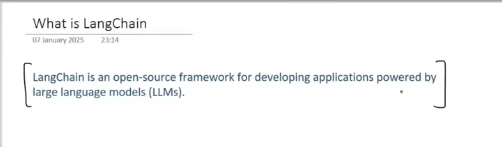 What is LangChain
07 January 2025 23:14
LangChain is an open-source framework for developing applications powered by
large language models (LLMs).